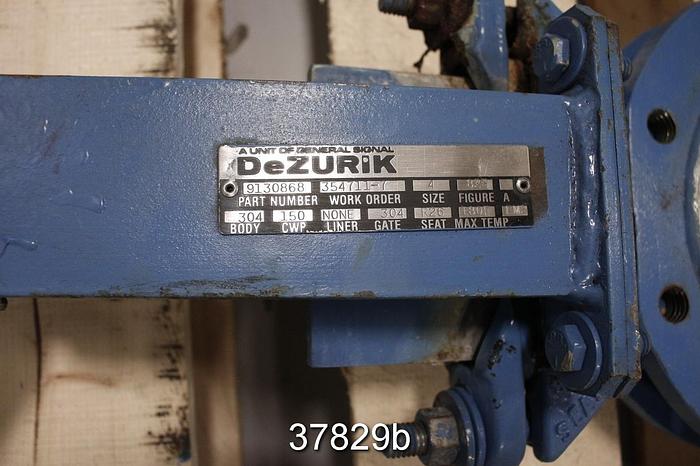 A UNIT OF GENERAL SIGNAL
DeZURiK
9130868 354711-7 4
PART NUMBER WORK ORDER SIZE FIGURE A
304 150 NONE 304
BODY CWP LINER GATE SEAT MAX TEMP
37829b